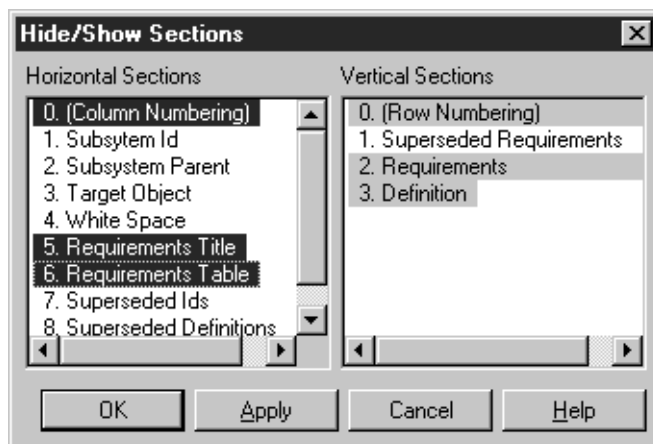 Hide/Show Sections
Horizontal Sections
0. (Column Numbering)
1. Subsytem Id
2. Subsystem Parent
3. Target Object
4. White Space
5. Requirements Title
6. Requirements Table
7. Superseded Ids
8. Superseded Definitions
Vertical Sections
0. (Row Numbering)
1. Superseded Requirements
2. Requirements
3. Definition
OK Apply Cancel Help